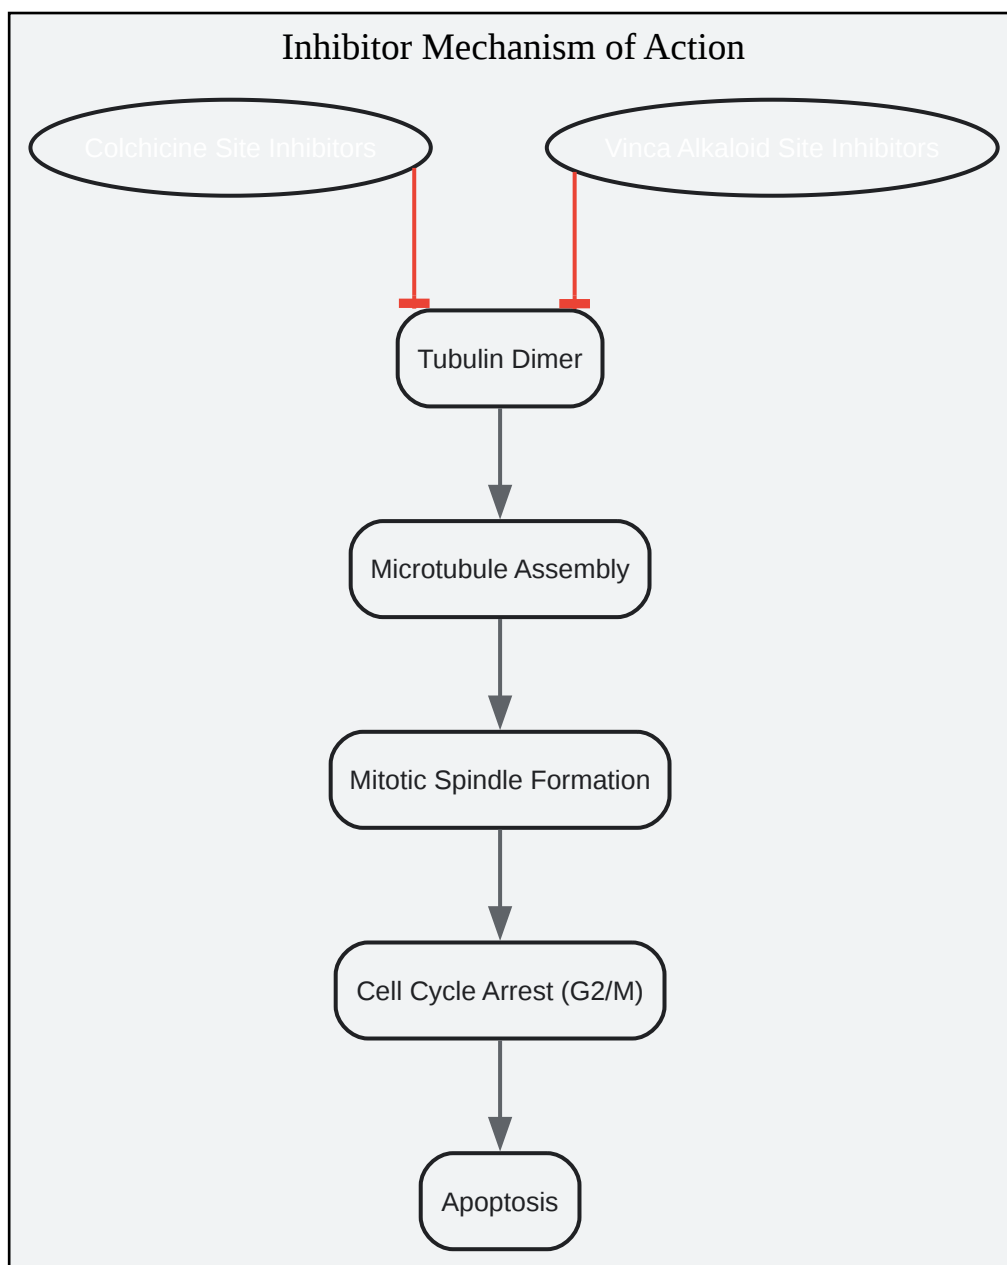 Inhibitor Mechanism of Action
Colchicine Site Inhibitors
Vinca Alkaloid Site Inhibitors
Tubulin Dimer
Microtubule Assembly
Mitotic Spindle Formation
Cell Cycle Arrest (G2/M)
Apoptosis